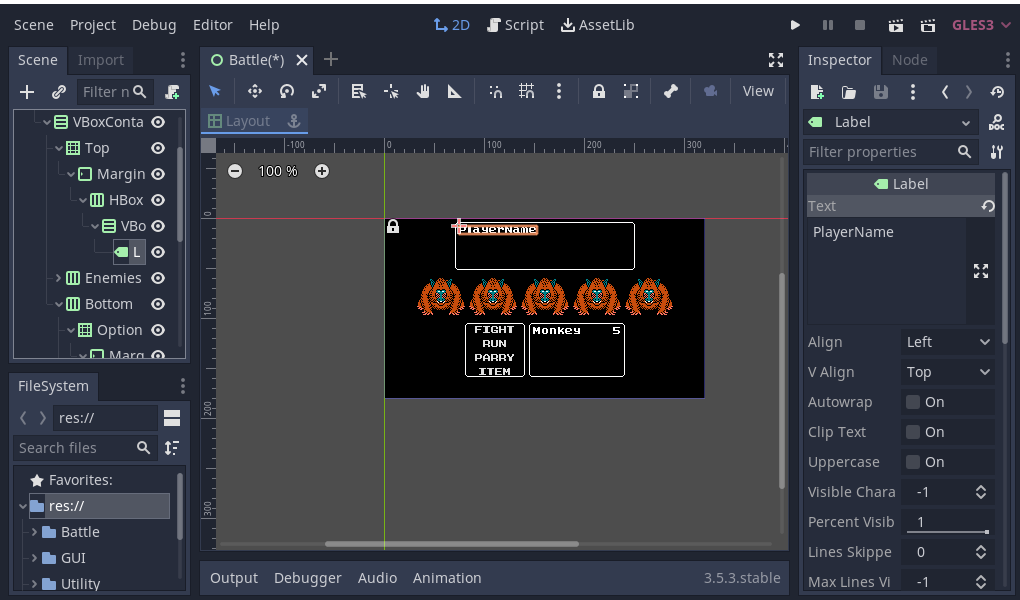 Scene Project Debug Editor Help
2D Script AssetLib
GLES3
Scene Import
Battle(*)
Inspector Node
Filter n
View
Layout
VBoxConta
Top
Margin
HBox
VBo
L
Enemies
Bottom
Option
Marg
FileSystem
res://
Search files
Favorites:
res://
Battle
GUI
Utility
-100 0 100 200 300
0
100
200
300
100 %
PlayerName
FIGHT
RUN
PARRY
ITEM
Monkey 5
Output Debugger Audio Animation 3.5.3.stable
Label
DOC
Filter properties
Label
Text
PlayerName
Align Left
V Align Top
Autowrap On
Clip Text On
Uppercase On
Visible Chara -1
Percent Visib 1
Lines Skippe 0
Max Lines Vi -1